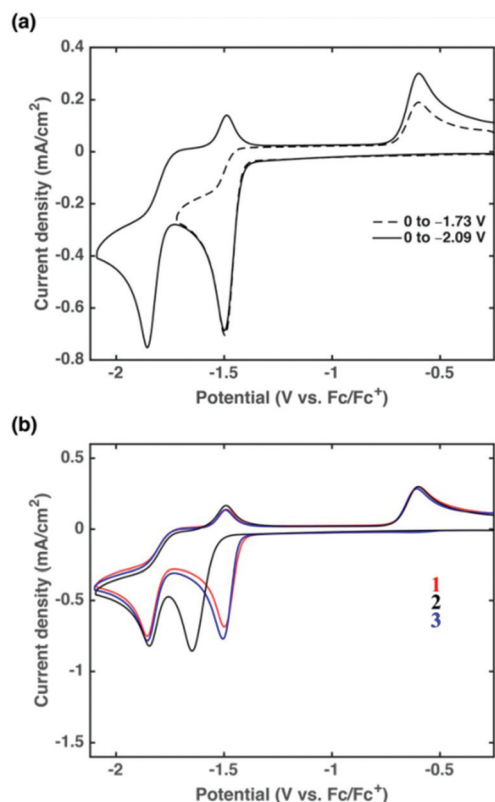 (a)
0.4
0.2
0
-0.2
-0.4
-0.6
-0.8
Current density (mA/cm²)
0 to −1.73 V
0 to −2.09 V
-2
-1.5
-1
-0.5
Potential (V vs. Fc/Fc⁺)
(b)
0.5
0
-0.5
-1
-1.5
Current density (mA/cm²)
1
2
3
-2
-1.5
-1
-0.5
Potential (V vs. Fc/Fc⁺)